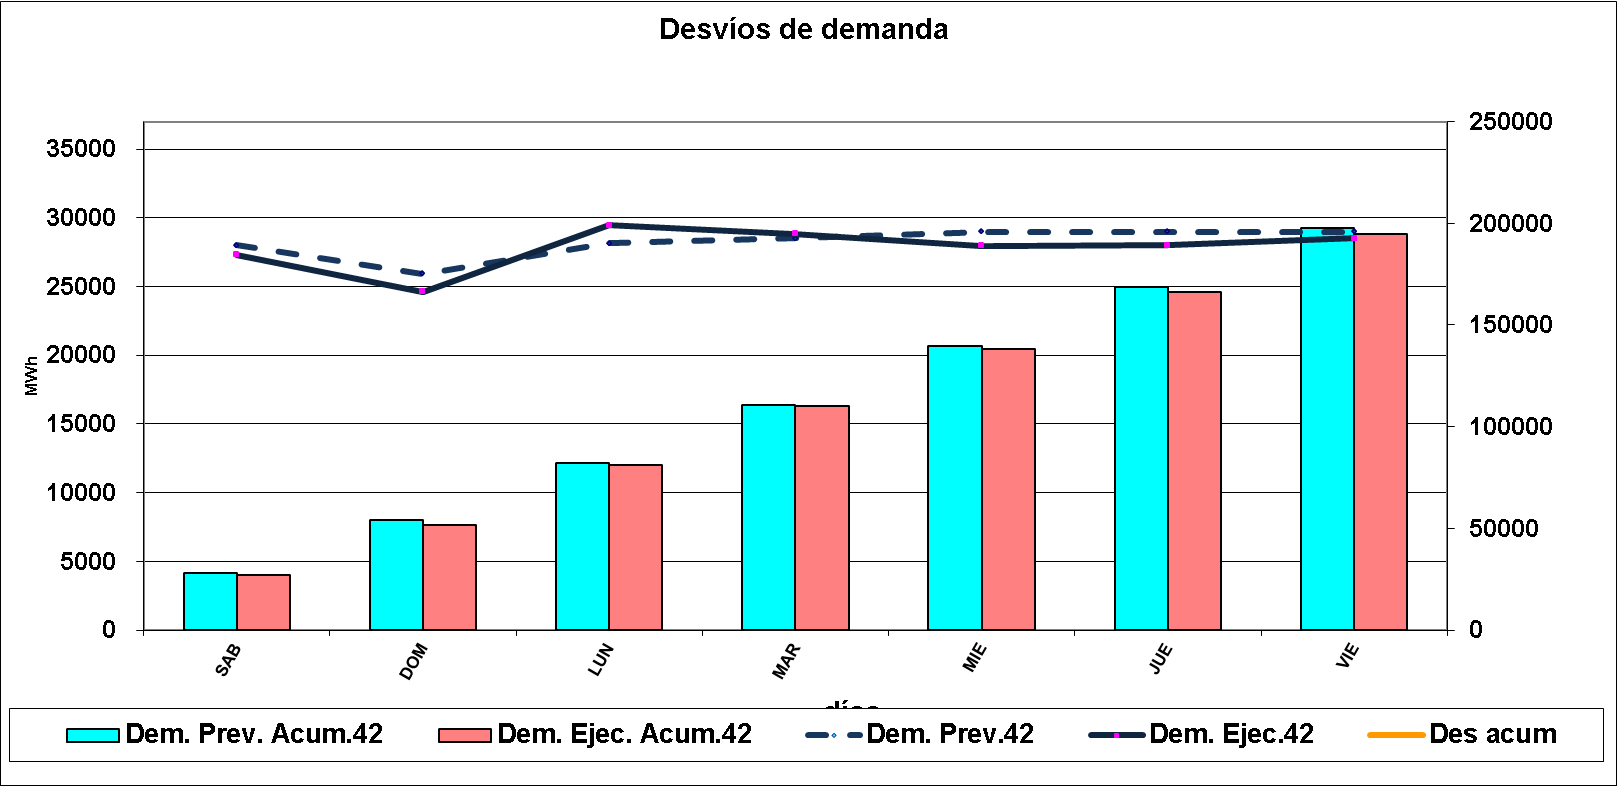 Desvíos de demanda
250000
35000
30000
200000
25000
150000
20000
MWh
15000
100000
10000
50000
5000
0
0
SAB
DOM
LUN
MAR
MIE
JUE
VIE
días
Dem. Prev. Acum.42
Dem. Ejec. Acum.42
Dem. Prev.42
Dem. Ejec.42
Des acum